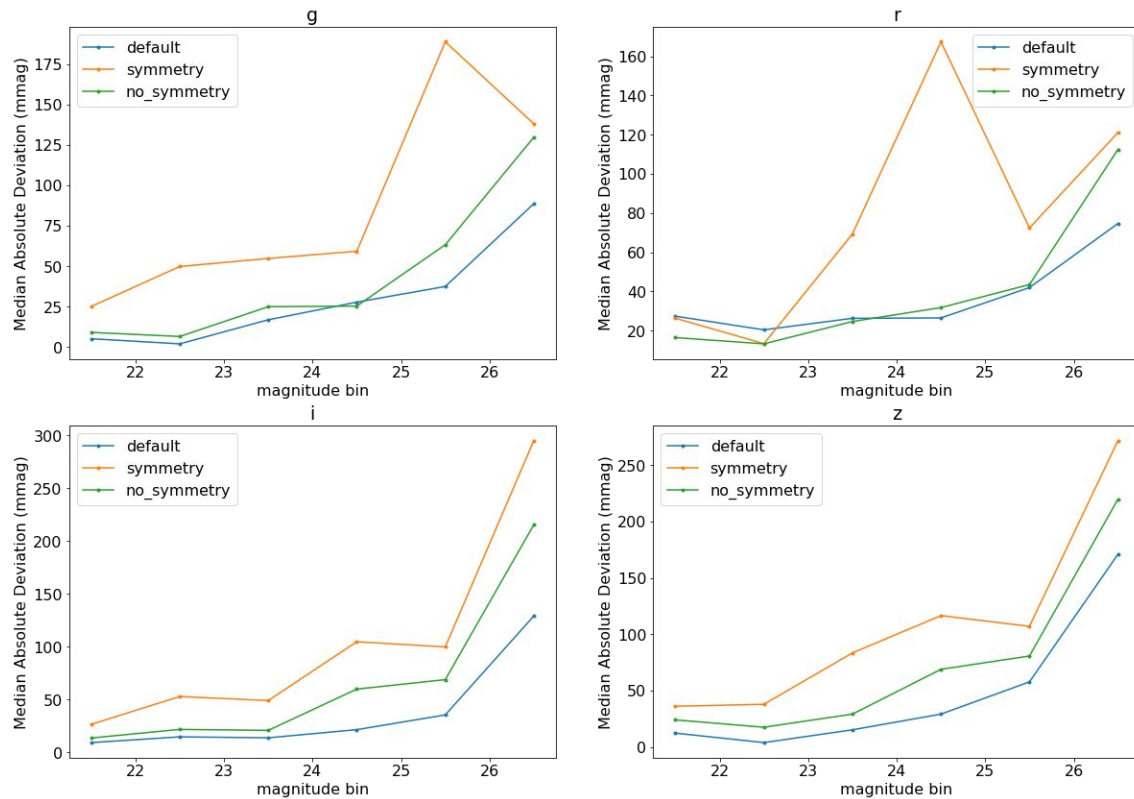 g
Median Absolute Deviation (mmag)
175
150
125
100
75
50
25
0
default
symmetry
no_symmetry
22 23 24 25 26
magnitude bin
r
Median Absolute Deviation (mmag)
160
140
120
100
80
60
40
20
default
symmetry
no_symmetry
22 23 24 25 26
magnitude bin
i
Median Absolute Deviation (mmag)
300
250
200
150
100
50
0
default
symmetry
no_symmetry
22 23 24 25 26
magnitude bin
z
Median Absolute Deviation (mmag)
250
200
150
100
50
0
default
symmetry
no_symmetry
22 23 24 25 26
magnitude bin